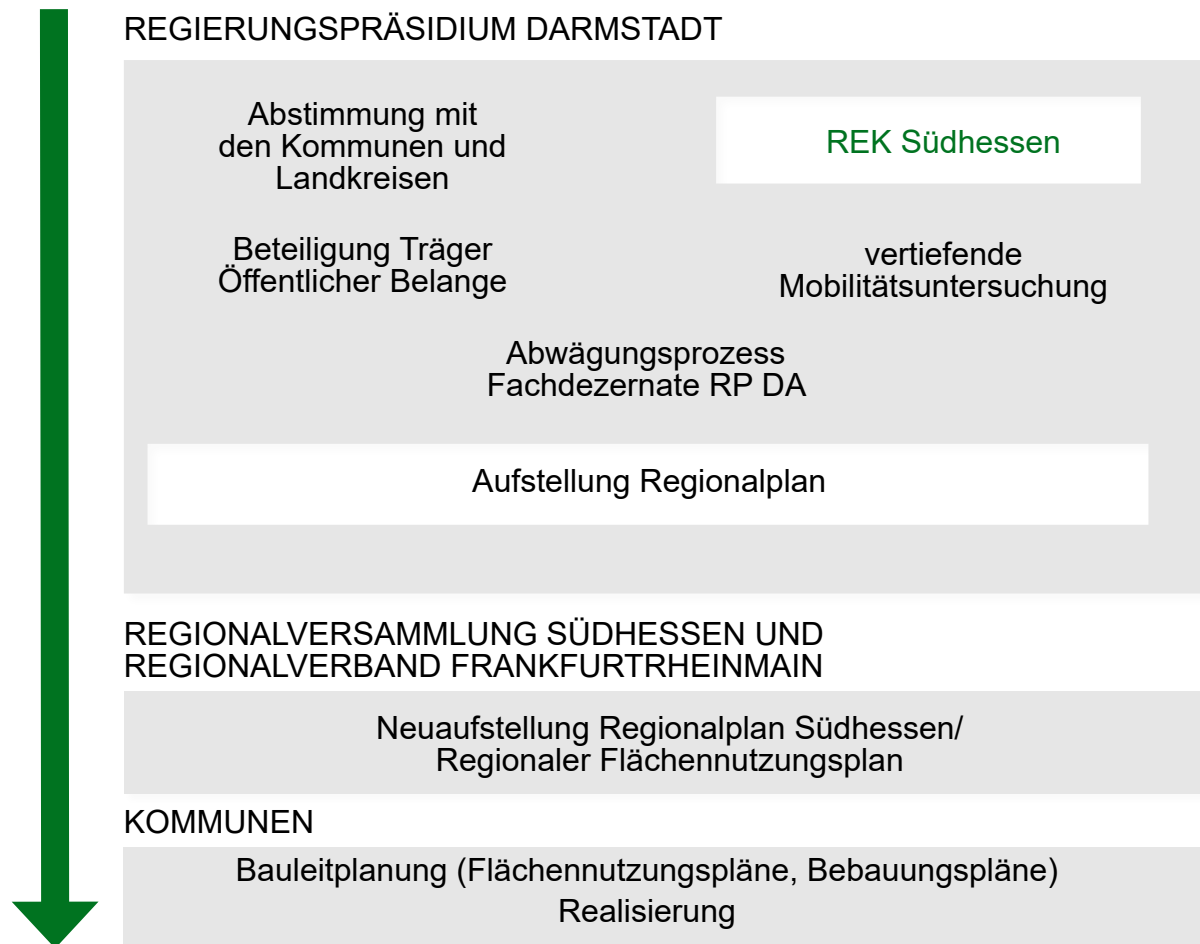 REGIERUNGSPRÄSIDIUM DARMSTADT
Abstimmung mit
den Kommunen und
Landkreisen
REK Südhessen
Beteiligung Träger
Öffentlicher Belange
vertiefende
Mobilitätsuntersuchung
Abwägungsprozess
Fachdezernate RP DA
Aufstellung Regionalplan
REGIONALVERSAMMLUNG SÜDHESSEN UND
REGIONALVERBAND FRANKFURTRHEINMAIN
Neuaufstellung Regionalplan Südhessen/
Regionaler Flächennutzungsplan
KOMMUNEN
Bauleitplanung (Flächennutzungspläne, Bebauungspläne)
Realisierung